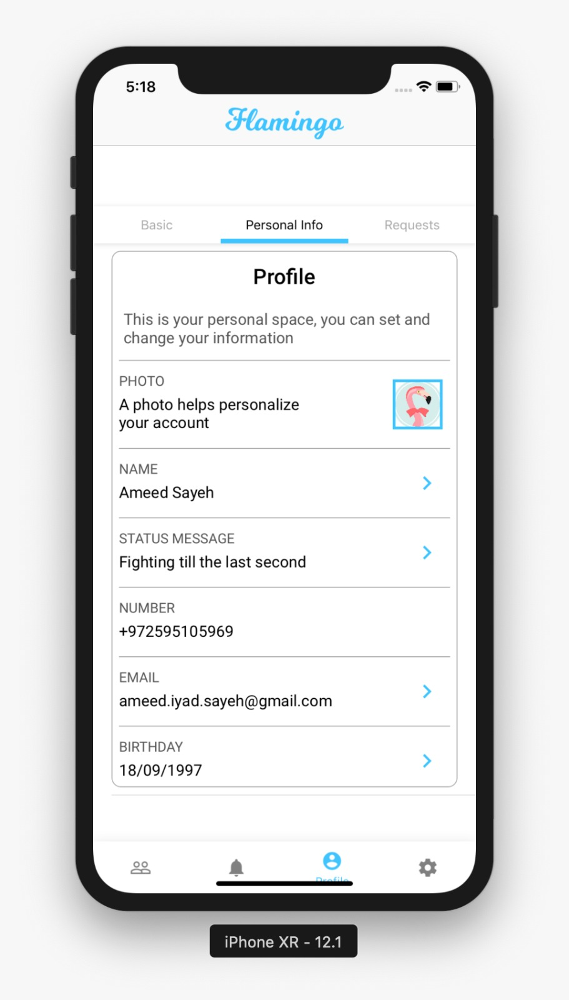 5:18
Flamingo
Basic Personal Info Requests
Profile
This is your personal space, you can set and
change your information
PHOTO
A photo helps personalize
your account
NAME
Ameed Sayeh
STATUS MESSAGE
Fighting till the last second
NUMBER
+972595105969
EMAIL
ameed.iyad.sayeh@gmail.com
BIRTHDAY
18/09/1997
Profile
iPhone XR - 12.1